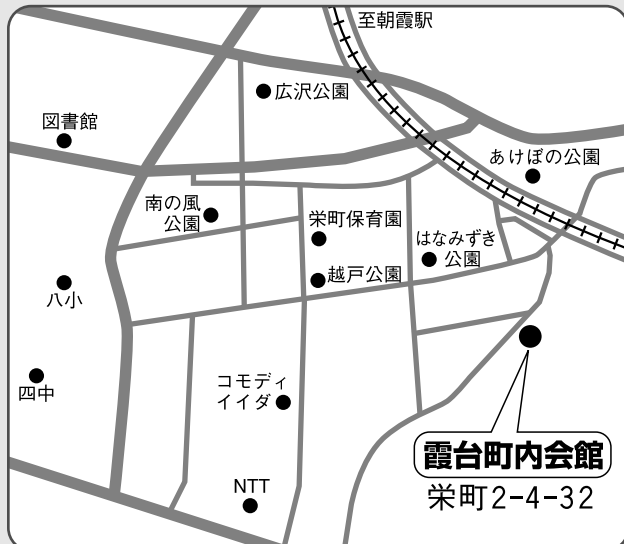 至朝霞駅
広沢公園
図書館
あけぼの公園
南の風
公園
栄町保育園
はなみずき
公園
越戸公園
八小
四中
コモディ
イイダ
NTT
霞台町内会館
栄町2-4-32